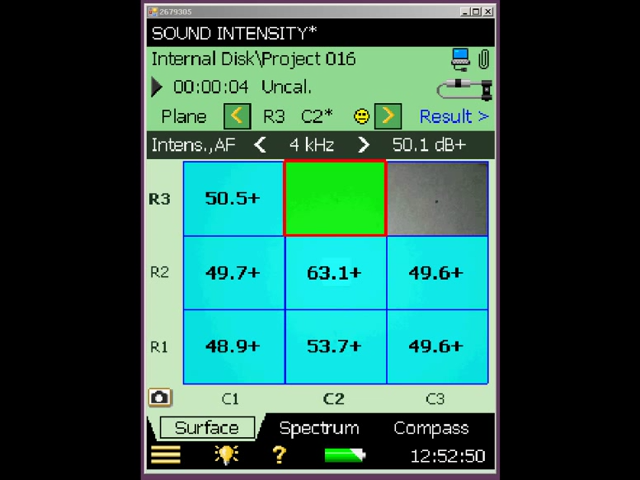 2679305
SOUND INTENSITY*
Internal Disk\Project 016
00:00:04 Uncal.
Plane < R3 C2* > Result >
Intens.,AF < 4 kHz > 50.1 dB+
R3 50.5+
R2 49.7+ 63.1+ 49.6+
R1 48.9+ 53.7+ 49.6+
C1 C2 C3
Surface Spectrum Compass
? 12:52:50